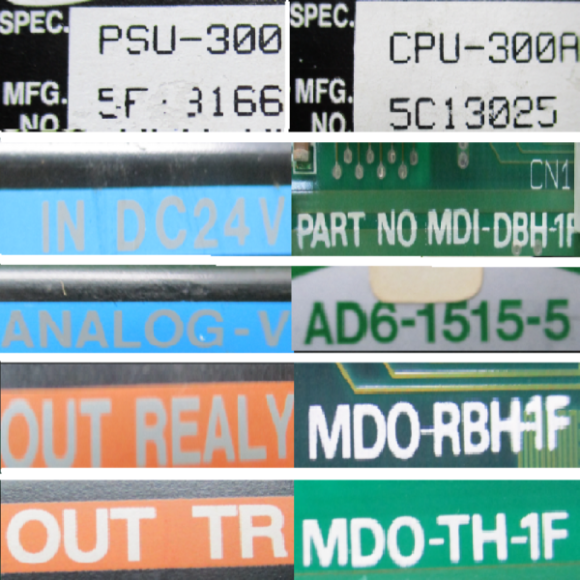 SPEC. PSU-300
MFG. NO. 3166
SPEC. CPU-300A
MFG. NO. 5C13025
IN DC24V
CN1
PART NO MDI-DBH-1F
ANALOG-V
AD6-1515-5
OUT REALY
MDO-RBH-1F
OUT TR
MDO-TH-1F